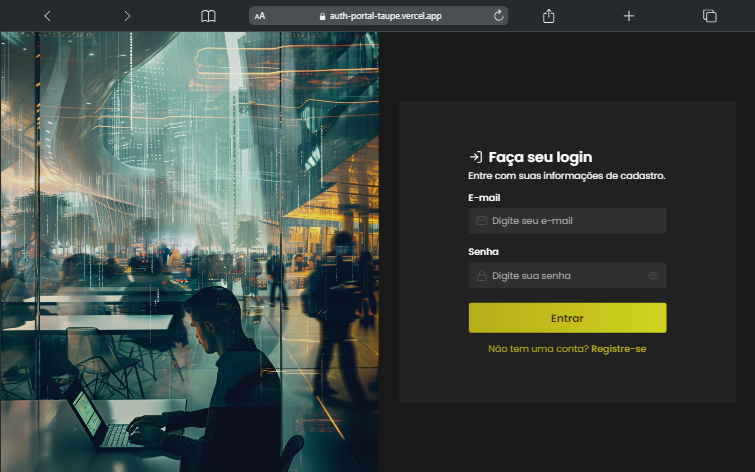 AA auth-portal-taupe.vercel.app
Faça seu login
Entre com suas informações de cadastro.
E-mail
Digite seu e-mail
Senha
Digite sua senha
Entrar
Não tem uma conta? Registre-se